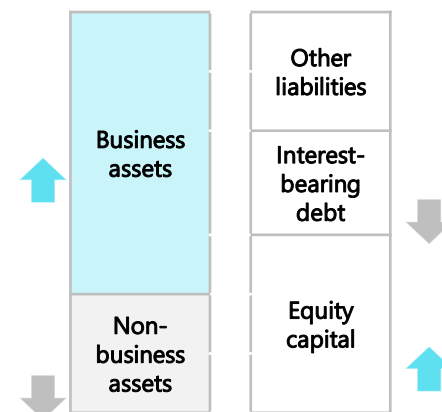 Business
assets
Non-
business
assets
Other
liabilities
Interest-
bearing
debt
Equity
capital